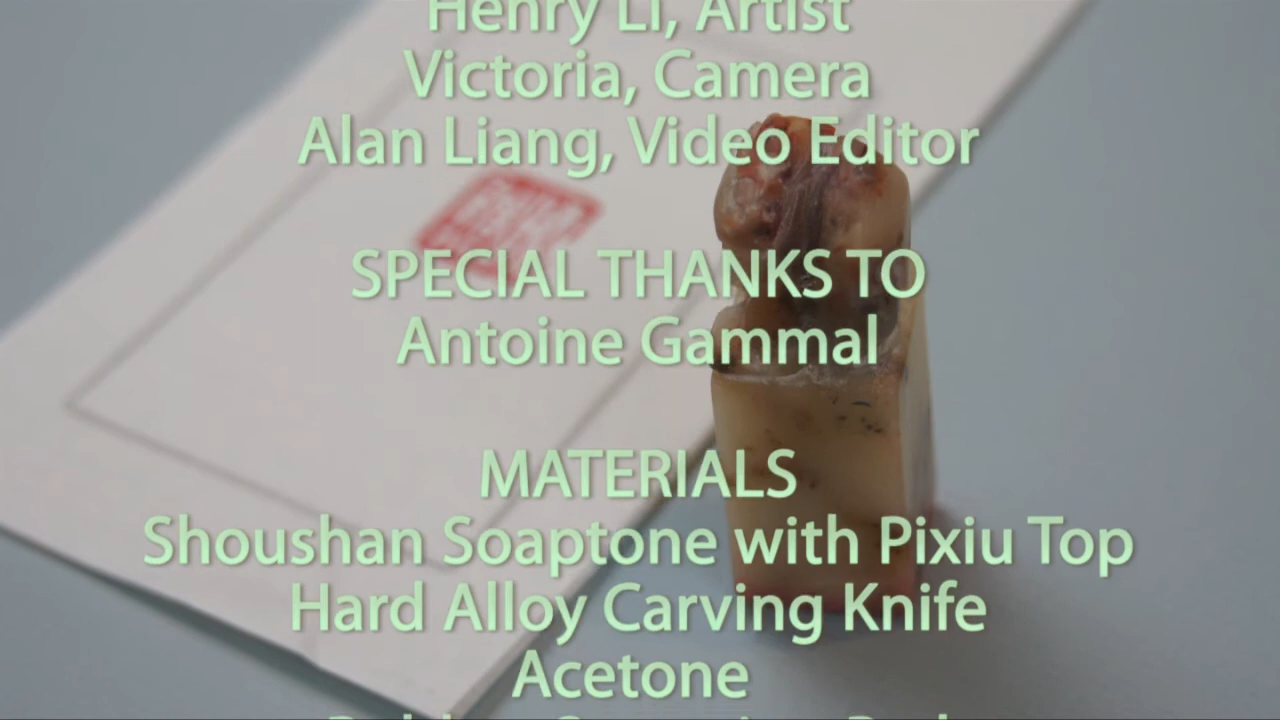 Henry Li, Artist
Victoria, Camera
Alan Liang, Video Editor
SPECIAL THANKS TO
Antoine Gammal
MATERIALS
Shoushan Soaptone with Pixiu Top
Hard Alloy Carving Knife
Acetone